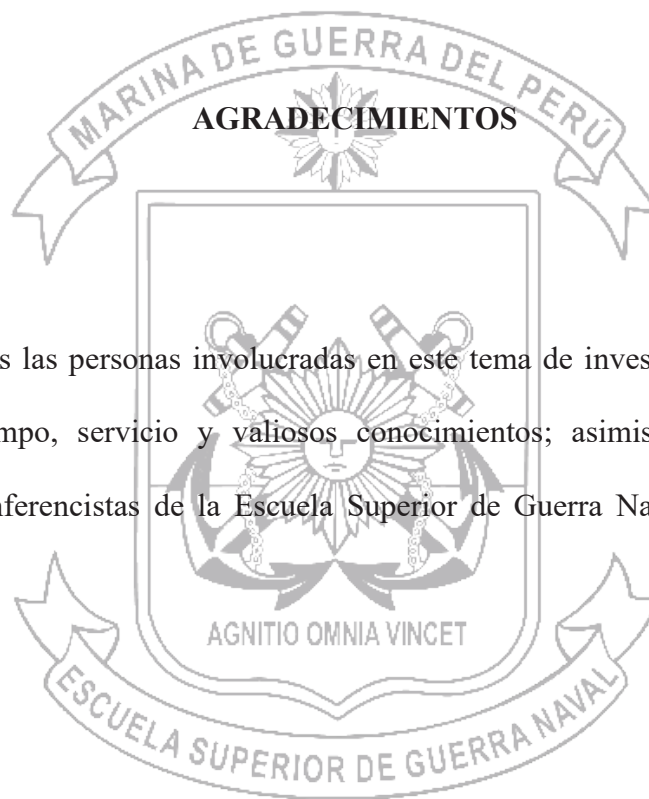 MARINA DE GUERRA DEL PERÚ
AGRADECIMIENTOS
s las personas involucradas en este tema de inves
mpo, servicio y valiosos conocimientos; asimis
nferencistas de la Escuela Superior de Guerra Na
AGNITIO OMNIA VINCET
ESCUELA SUPERIOR DE GUERRA NAVAL